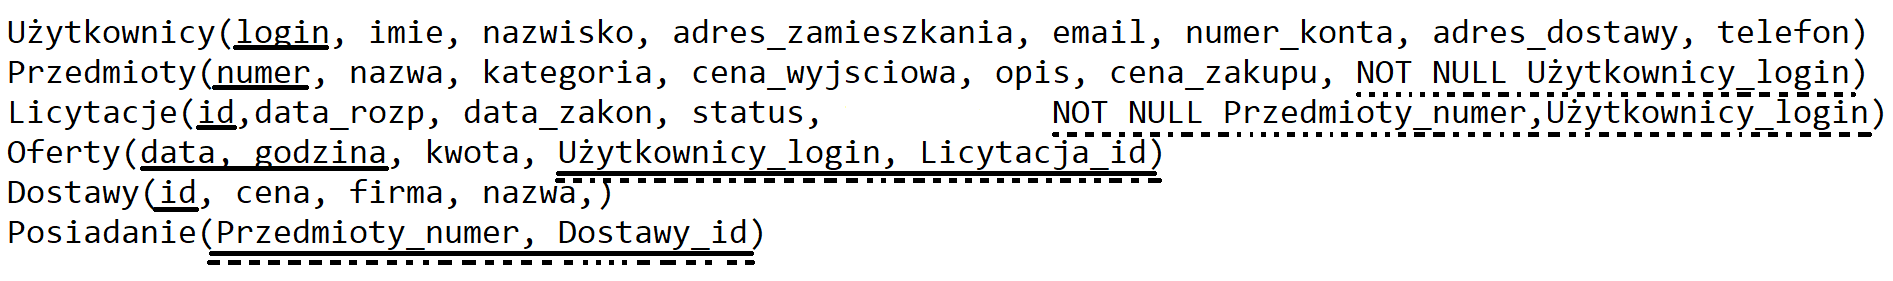 Użytkownicy(login, imie, nazwisko, adres_zamieszkania, email, numer_konta, adres_dostawy, telefon)
Przedmioty(numer, nazwa, kategoria, cena_wyjsciowa, opis, cena_zakupu, NOT NULL Użytkownicy_login)
Licytacje(id,data_rozp, data_zakon, status, NOT NULL Przedmioty_numer,Użytkownicy_login)
Oferty(data, godzina, kwota, Użytkownicy_login, Licytacja_id)
Dostawy(id, cena, firma, nazwa,)
Posiadanie(Przedmioty_numer, Dostawy_id)